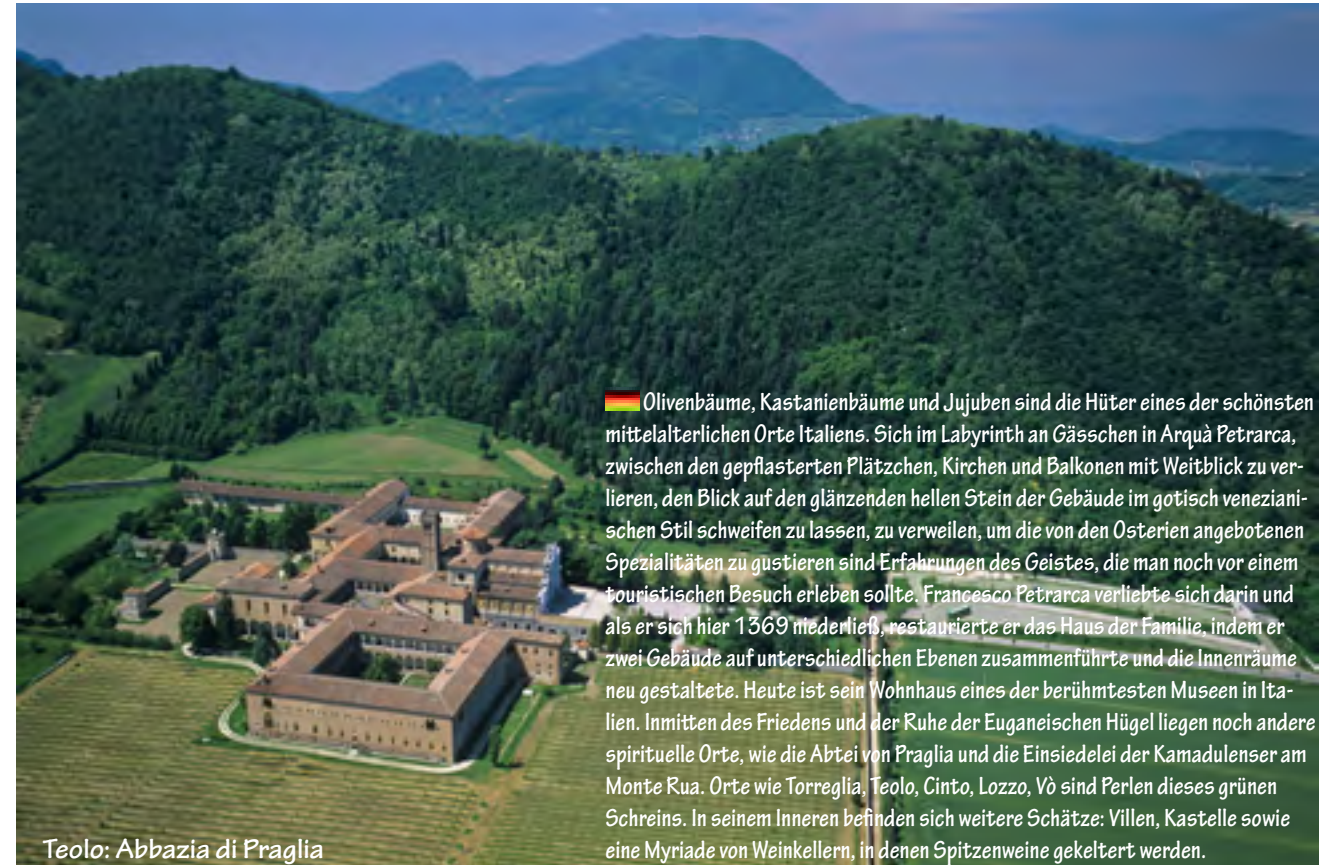 Olivenbäume, Kastanienbäume und Jujuben sind die Hüter eines der schönsten
mittelalterlichen Orte Italiens. Sich im Labyrinth an Gässchen in Arquà Petrarca,
zwischen den gepflasterten Plätzchen, Kirchen und Balkonen mit Weitblick zu ver-
lieren, den Blick auf den glänzenden hellen Stein der Gebäude im gotisch veneziani-
schen Stil schweifen zu lassen, zu verweilen, um die von den Osterien angebotenen
Spezialitäten zu gustieren sind Erfahrungen des Geistes, die man noch vor einem
touristischen Besuch erleben sollte. Francesco Petrarca verliebte sich darin und
als er sich hier 1369 niederließ, restaurierte er das Haus der Familie, indem er
zwei Gebäude auf unterschiedlichen Ebenen zusammenführte und die Innenräume
neu gestaltete. Heute ist sein Wohnhaus eines der berühmtesten Museen in Ita-
lien. Inmitten des Friedens und der Ruhe der Euganeischen Hügel liegen noch andere
spirituelle Orte, wie die Abtei von Praglia und die Einsiedelei der Kamadulenser am
Monte Rua. Orte wie Torreglia, Teolo, Cinto, Lozzo, Vò sind Perlen dieses grünen
Schreins. In seinem Inneren befinden sich weitere Schätze: Villen, Kastelle sowie
eine Myriade von Weinkellern, in denen Spitzenweine gekeltert werden.
Teolo: Abbazia di Praglia